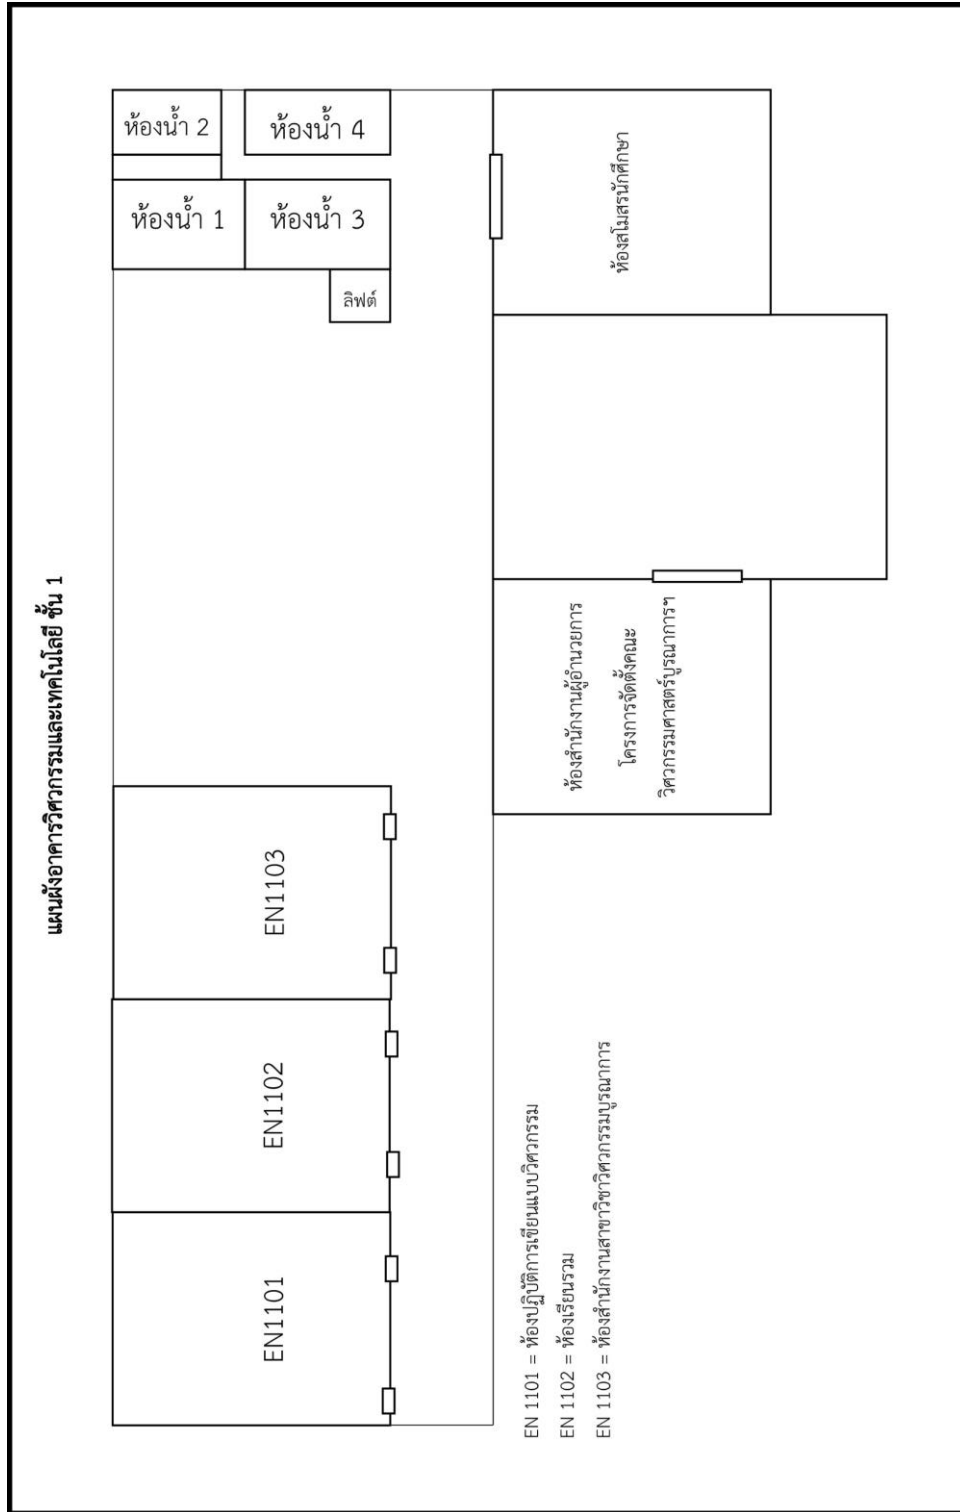 แผนผังอาคารวิศวกรรมและเทคโนโลยี ชั้น 1
ห้องน้ำ 2
ห้องน้ำ 4
ห้องน้ำ 1
ห้องน้ำ 3
ลิฟต์
ห้องสโมสรนักศึกษา
EN1101
EN1102
EN1103
ห้องสำนักงานผู้อำนวยการ
โครงการจัดตั้งคณะ
วิศวกรรมศาสตร์บูรณาการฯ
EN 1101 = ห้องปฏิบัติการเขียนแบบวิศวกรรม
EN 1102 = ห้องเรียนรวม
EN 1103 = ห้องสำนักงานสาขาวิชาวิศวกรรมบูรณาการ